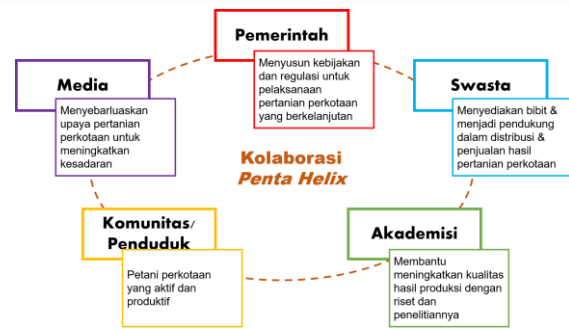 Pemerintah
Menyusun kebijakan
dan regulasi untuk
pelaksanaan
pertanian perkotaan
yang berkelanjutan
Media
Menyebarluaskan
upaya pertanian
perkotaan untuk
meningkatkan
kesadaran
Swasta
Menyediakan bibit &
menjadi pendukung
dalam distribusi &
penjualan hasil
pertanian perkotaan
Kolaborasi
Penta Helix
Komunitas/
Penduduk
Petani perkotaan
yang aktif dan
produktif
Akademisi
Membantu
meningkatkan kualitas
hasil produksi dengan
riset dan
penelitiannya